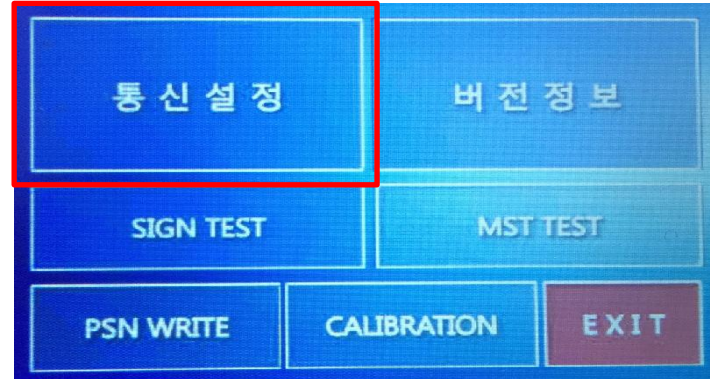 통신설정 버전정보
SIGN TEST MST TEST
PSN WRITE CALIBRATION EXIT